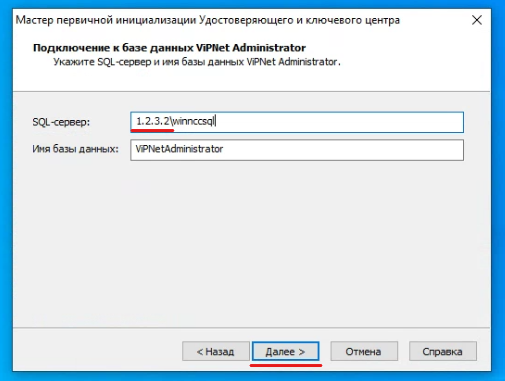 Мастер первичной инициализации Удостоверяющего и ключевого центра
Подключение к базе данных ViPNet Administrator
Укажите SQL-сервер и имя базы данных ViPNet Administrator.
SQL-сервер: 1.2.3.2\winnccsql
Имя базы данных: ViPNetAdministrator
< Назад Далее > Отмена Справка